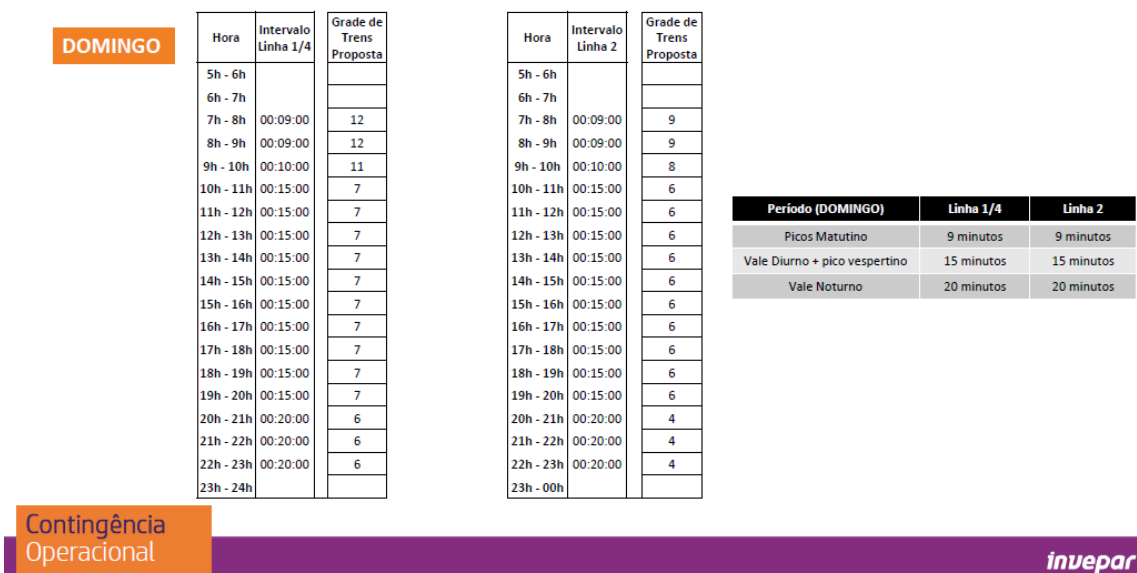 DOMINGO
Hora Intervalo Linha 1/4 Grade de Trens Proposta
5h - 6h
6h - 7h
7h - 8h 00:09:00 12
8h - 9h 00:09:00 12
9h - 10h 00:10:00 11
10h - 11h 00:15:00 7
11h - 12h 00:15:00 7
12h - 13h 00:15:00 7
13h - 14h 00:15:00 7
14h - 15h 00:15:00 7
15h - 16h 00:15:00 7
16h - 17h 00:15:00 7
17h - 18h 00:15:00 7
18h - 19h 00:15:00 7
19h - 20h 00:15:00 7
20h - 21h 00:20:00 6
21h - 22h 00:20:00 6
22h - 23h 00:20:00 6
23h - 24h
Hora Intervalo Linha 2 Grade de Trens Proposta
5h - 6h
6h - 7h
7h - 8h 00:09:00 9
8h - 9h 00:09:00 9
9h - 10h 00:10:00 8
10h - 11h 00:15:00 6
11h - 12h 00:15:00 6
12h - 13h 00:15:00 6
13h - 14h 00:15:00 6
14h - 15h 00:15:00 6
15h - 16h 00:15:00 6
16h - 17h 00:15:00 6
17h - 18h 00:15:00 6
18h - 19h 00:15:00 6
19h - 20h 00:15:00 6
20h - 21h 00:20:00 4
21h - 22h 00:20:00 4
22h - 23h 00:20:00 4
23h - 00h
Período (DOMINGO) Linha 1/4 Linha 2
Picos Matutino 9 minutos 9 minutos
Vale Diurno + pico vespertino 15 minutos 15 minutos
Vale Noturno 20 minutos 20 minutos
Contingência
Operacional
invepar